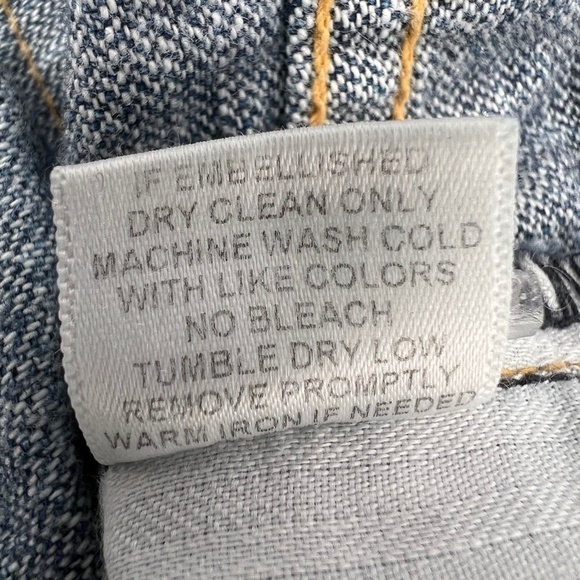 IF EMBELLISHED
DRY CLEAN ONLY
MACHINE WASH COLD
WITH LIKE COLORS
NO BLEACH
TUMBLE DRY LOW
REMOVE PROMPTLY
WARM IRON IF NEEDED